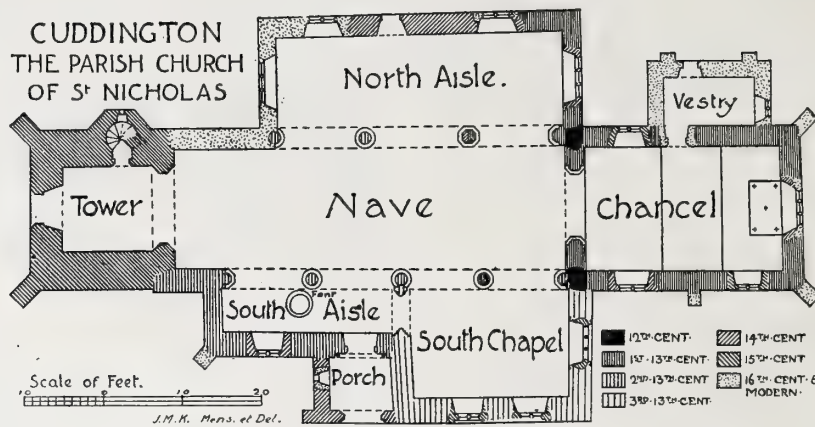 CUDDINGTON
THE PARISH CHURCH
OF St NICHOLAS
North Aisle.
Vestry
Tower
Nave
Chancel
South Aisle
Font
South Chapel
Porch
12TH CENT.
1ST 13TH CENT.
2ND 13TH CENT.
3RD 13TH CENT.
14TH CENT
15TH CENT
16TH CENT &
MODERN.
Scale of Feet.
10 0 10 20
J.M.K. Mens. et Del.